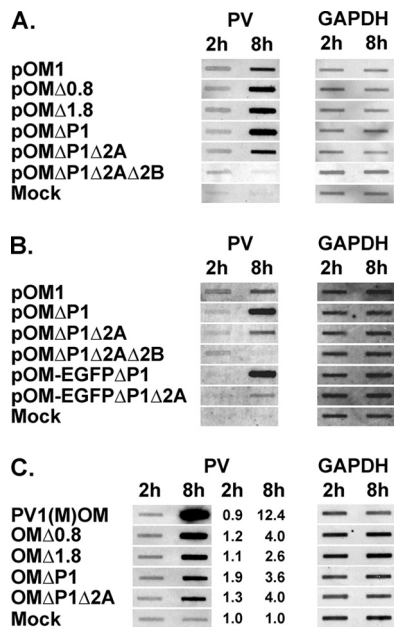 A. PV GAPDH
2h 8h 2h 8h
pOM1
pOMΔ0.8
pOMΔ1.8
pOMΔP1
pOMΔP1Δ2A
pOMΔP1Δ2AΔ2B
Mock
B. PV GAPDH
2h 8h 2h 8h
pOM1
pOMΔP1
pOMΔP1Δ2A
pOMΔP1Δ2AΔ2B
pOM-EGFPΔP1
pOM-EGFPΔP1Δ2A
Mock
C. PV GAPDH
2h 8h 2h 8h 2h 8h
PV1(M)OM 0.9 12.4
OMΔ0.8 1.2 4.0
OMΔ1.8 1.1 2.6
OMΔP1 1.9 3.6
OMΔP1Δ2A 1.3 4.0
Mock 1.0 1.0